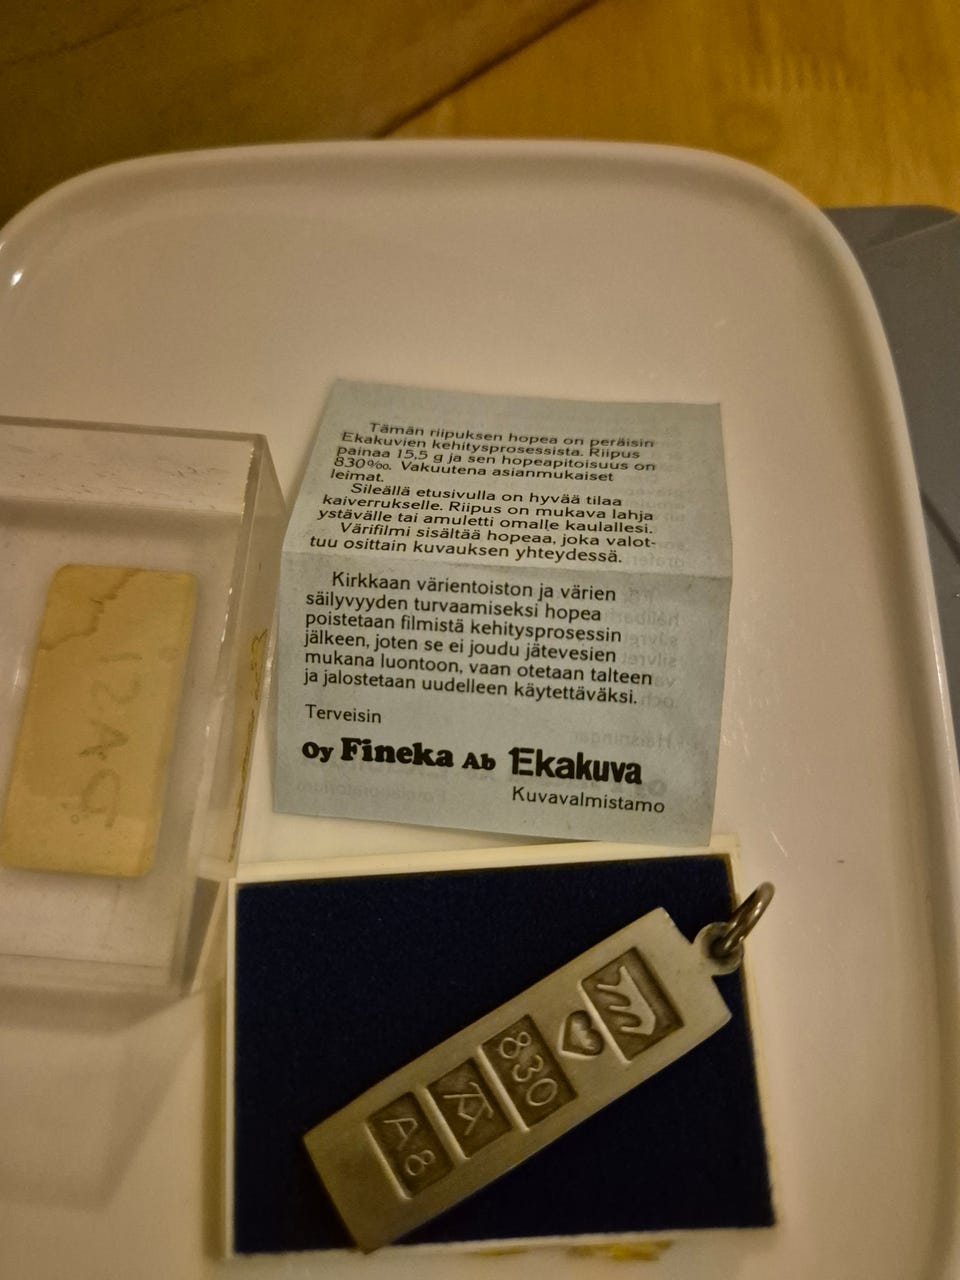 Tämän riipuksen hopea on peräisin
Ekakuvien kehitysprosessista. Riipus
painaa 15,5 g ja sen hopeapitoisuus on
830‰. Vakuutena asianmukaiset
leimat.
Sileällä etusivulla on hyvää tilaa
kaiverrukselle. Riipus on mukava lahja
ystävälle tai amuletti omalle kaulallesi.
Värifilmi sisältää hopeaa, joka valot-
tuu osittain kuvauksen yhteydessä.
Kirkkaan värientoiston ja värien
säilyvyyden turvaamiseksi hopea
poistetaan filmistä kehitysprosessin
jälkeen, joten se ei joudu jätevesien
mukana luontoon, vaan otetaan talteen
ja jalostetaan uudelleen käytettäväksi.
Terveisin
Oy Fineka Ab Ekakuva
Kuvavalmistamo
830
A8